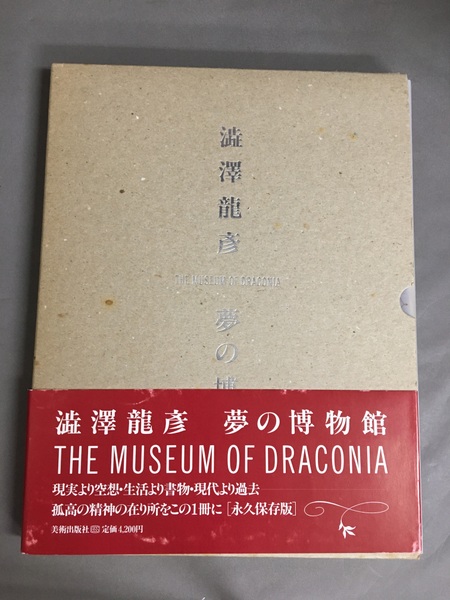 澁澤龍彥
THE MUSEUM OF DRACONIA
夢の博
澁澤龍彥 夢の博物館
THE MUSEUM OF DRACONIA
現実より空想・生活より書物・現代より過去
孤高の精神の在り所をこの1冊に[永久保存版]
美術出版社 定価4,200円